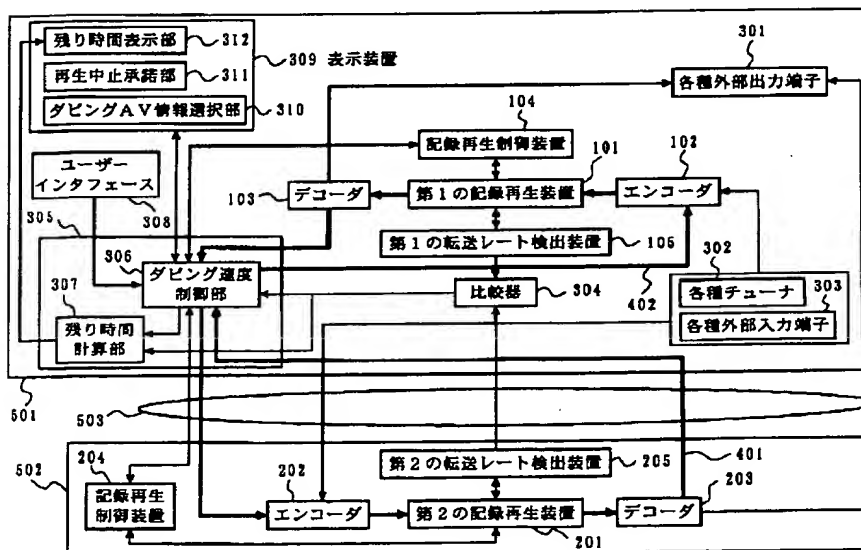 残り時間表示部
312
再生中止承諾部
311
309 表示装置
ダビングAV情報選択部
310
301
各種外部出力端子
104
記録再生制御装置
101
102
ユーザー
インタフェース
308
103
デコーダ
第1の記録再生装置
エンコーダ
305
306
ダビング速度
制御部
第1の転送レート検出装置
105
402
302
各種チューナ
303
各種外部入力端子
比較器
304
307
残り時間
計算部
501
503
502
第2の転送レート検出装置
205
401
204
記録再生
制御装置
202
エンコーダ
第2の記録再生装置
201
デコーダ
203